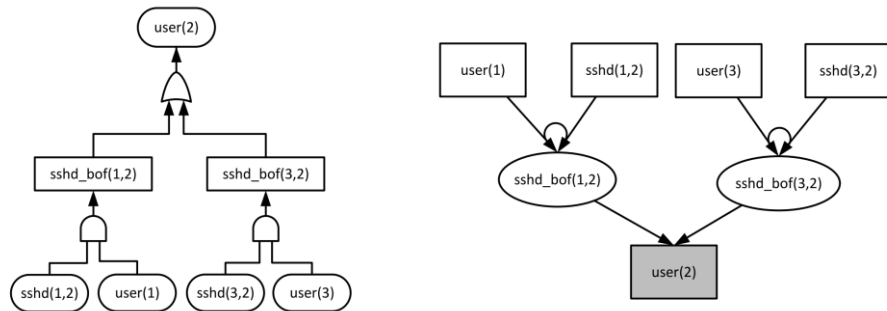 user(2)
sshd_bof(1,2)
sshd_bof(3,2)
sshd(1,2)
user(1)
sshd(3,2)
user(3)
user(1)
sshd(1,2)
user(3)
sshd(3,2)
sshd_bof(1,2)
sshd_bof(3,2)
user(2)